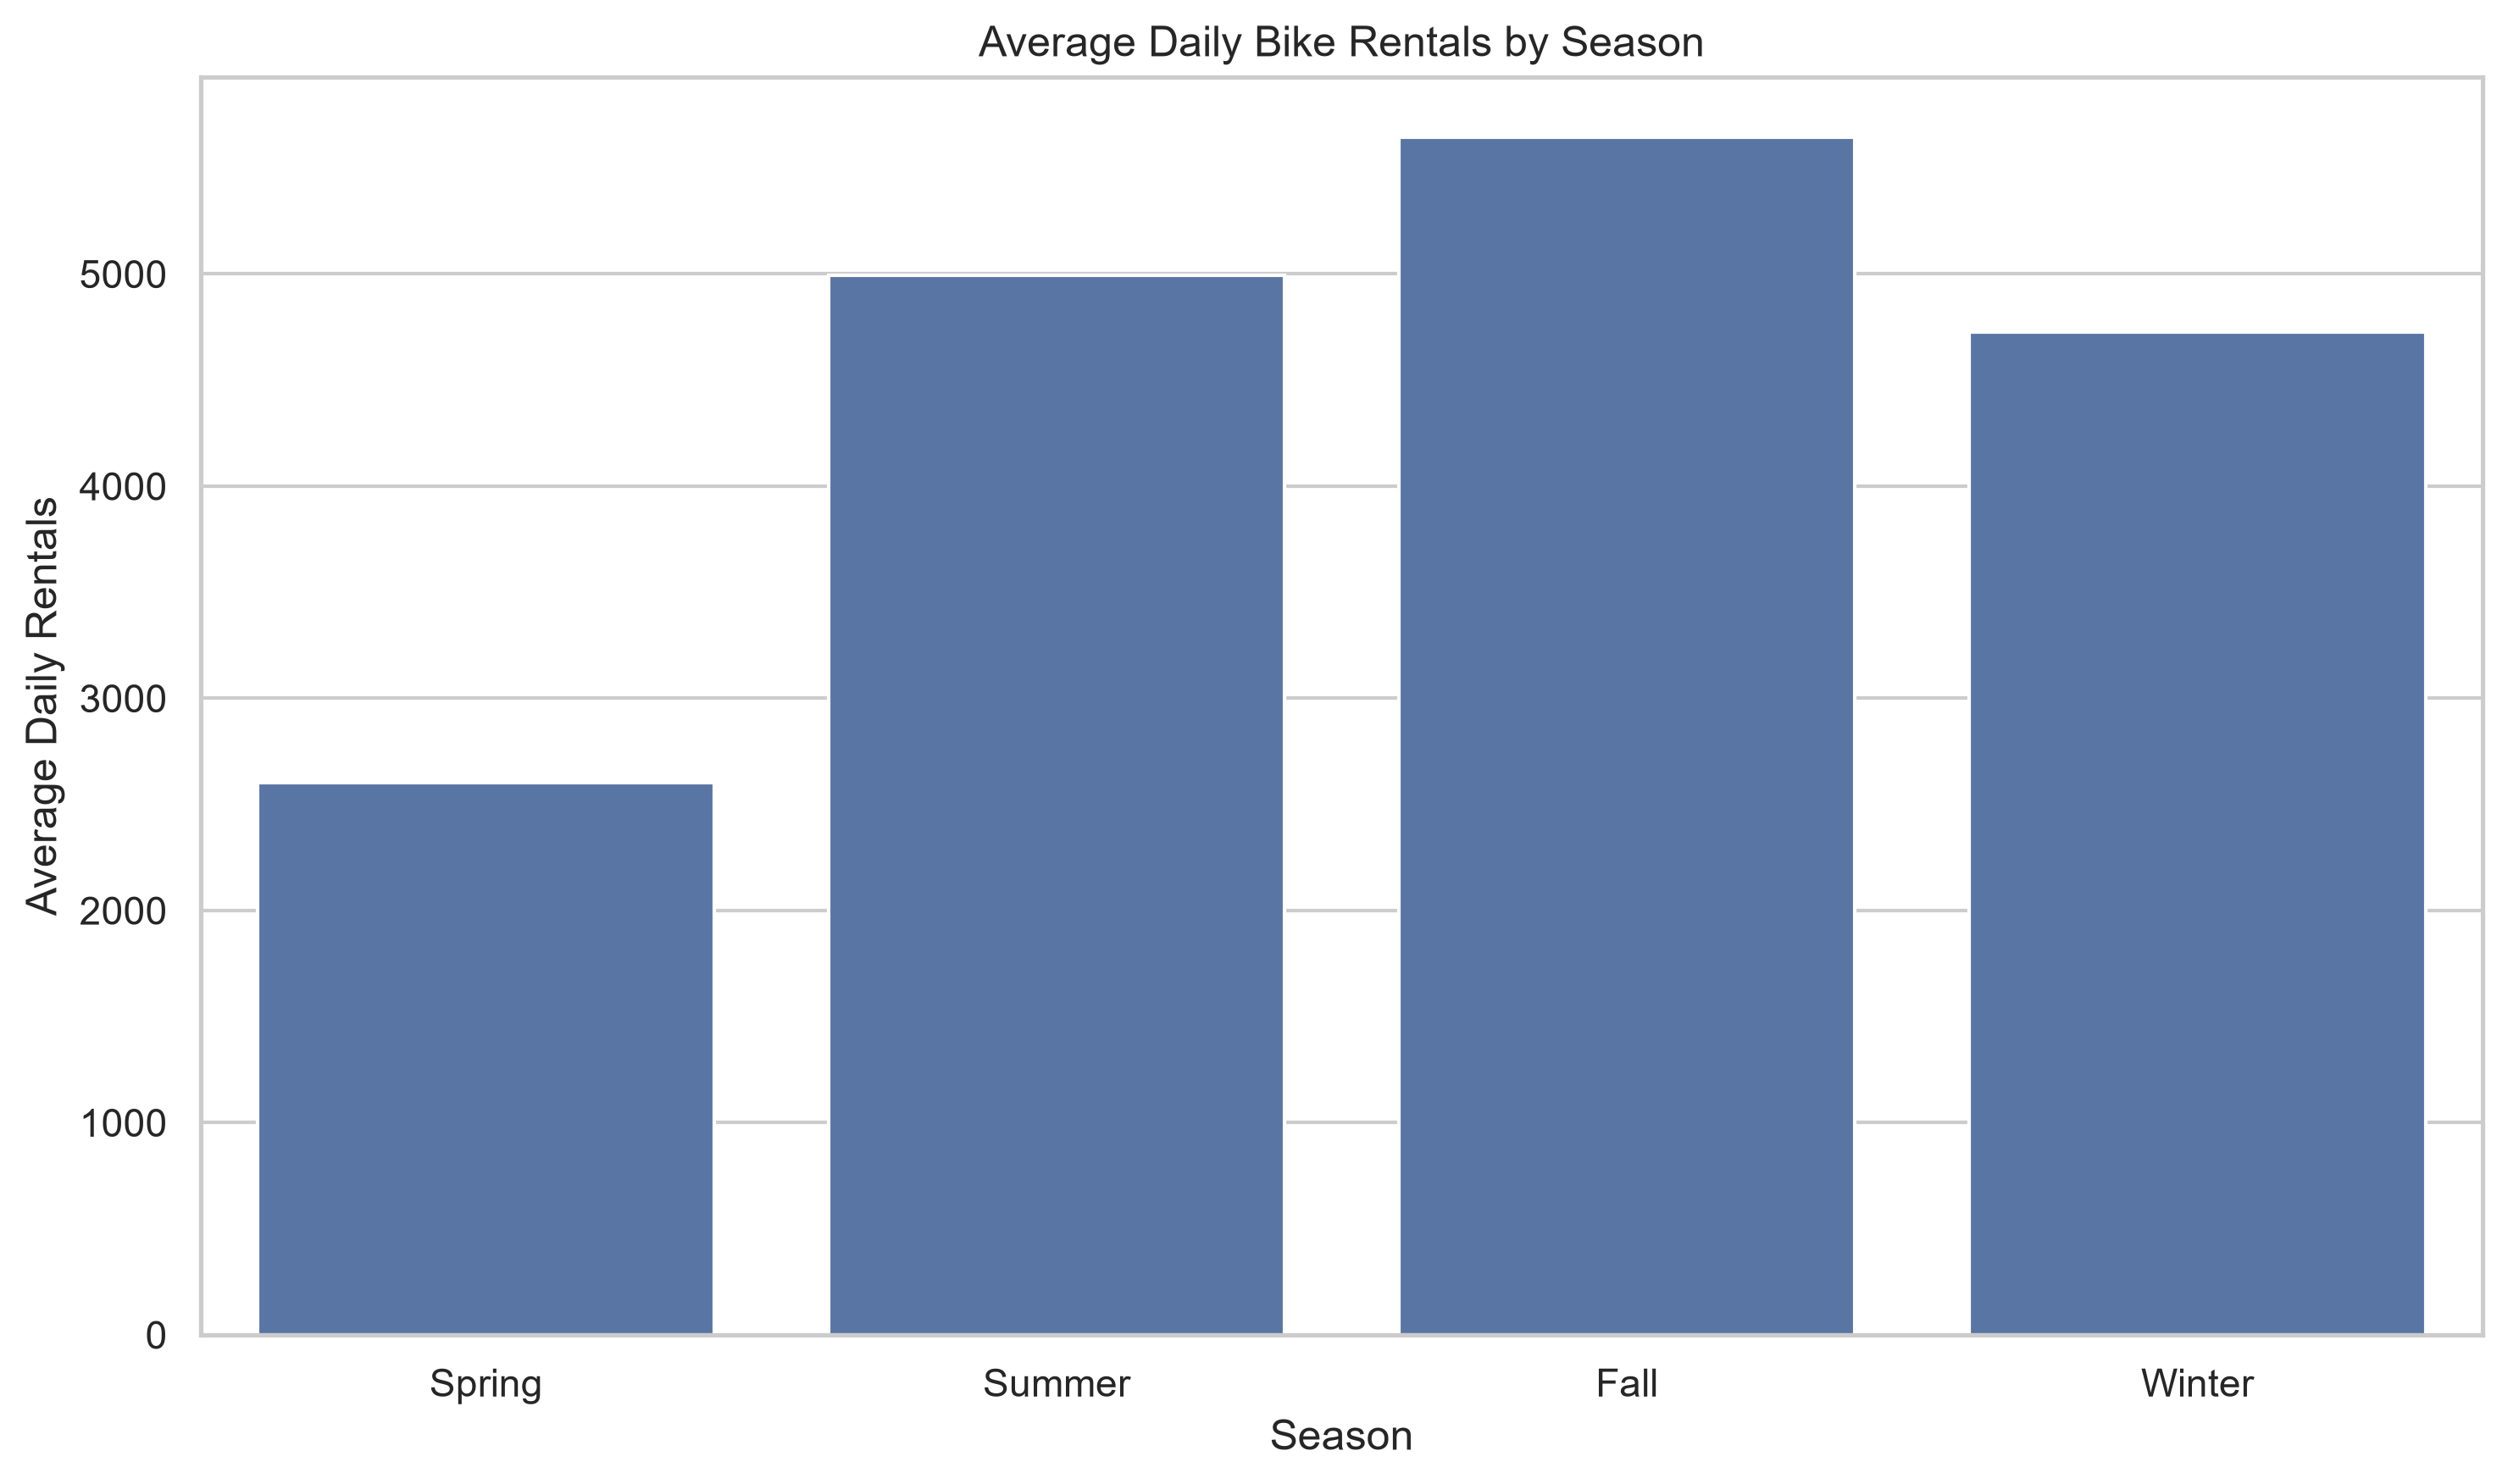 Average Daily Bike Rentals by Season
Average Daily Rentals
5000
4000
3000
2000
1000
0
Spring Summer Fall Winter
Season